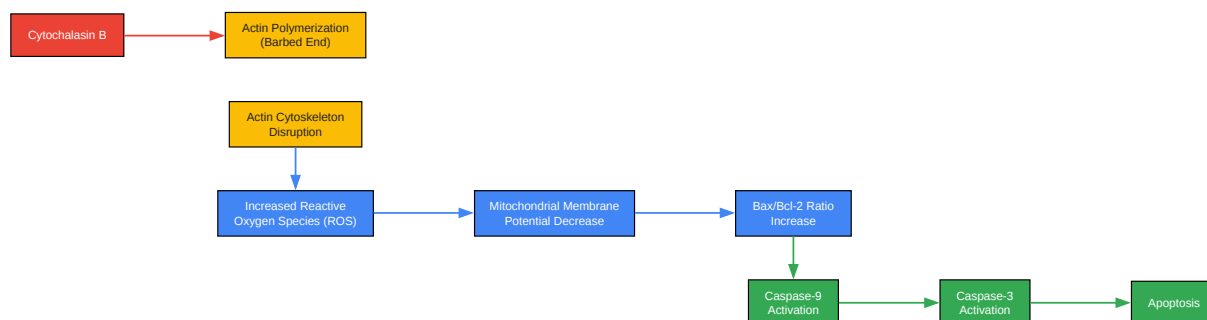 Cytochalasin B
Actin Polymerization
(Barbed End)
Actin Cytoskeleton
Disruption
Increased Reactive
Oxygen Species (ROS)
Mitochondrial Membrane
Potential Decrease
Bax/Bcl-2 Ratio
Increase
Caspase-9
Activation
Caspase-3
Activation
Apoptosis